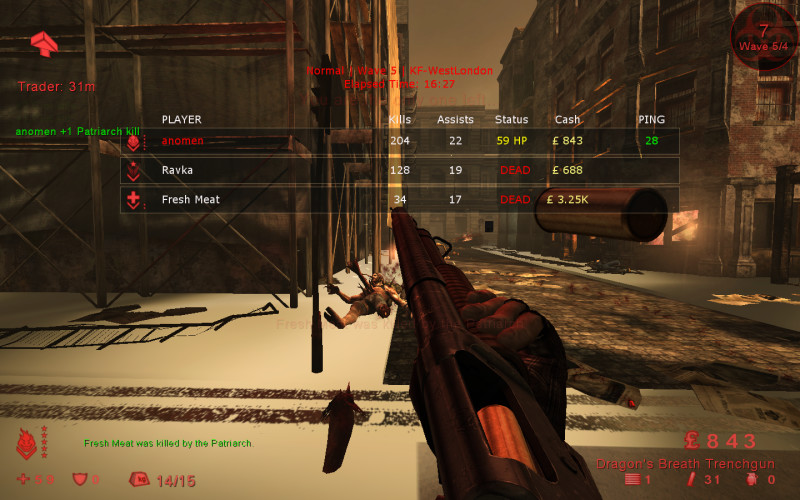 7
Wave 5/4
Normal | Wave 5 | KF-WestLondon
Elapsed Time: 16:27
Trader: 31m
anomen +1 Patriarch kill
PLAYER Kills Assists Status Cash PING
anomen 204 22 59 HP £ 843 28
Ravka 128 19 DEAD £ 688
Fresh Meat 34 17 DEAD £ 3.25K
Fresh Meat was killed by the Patriarch.
£ 843
Dragon's Breath Trenchgun
0 14/15 1 31 0